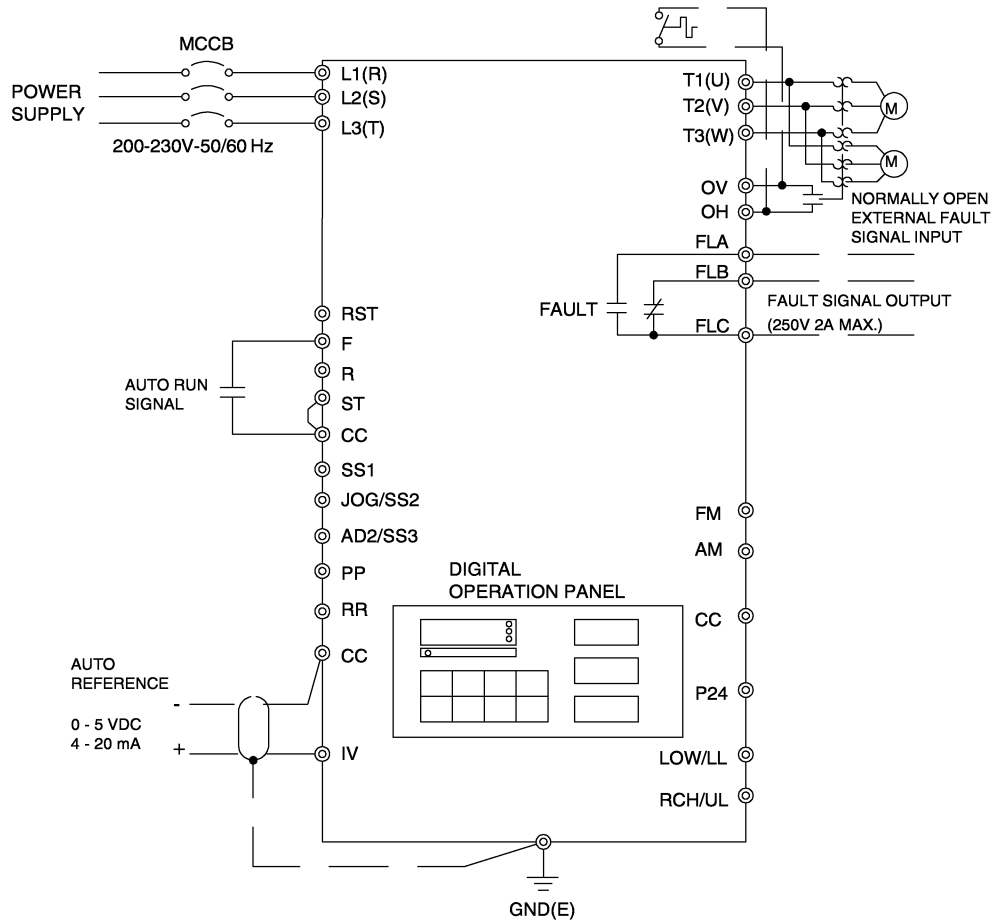 MCCB
POWER
SUPPLY
200-230V-50/60 Hz
L1(R)
L2(S)
L3(T)
T1(U)
T2(V)
T3(W)
M
M
OV
OH
NORMALLY OPEN
EXTERNAL FAULT
SIGNAL INPUT
FLA
FLB
FLC
FAULT
FAULT SIGNAL OUTPUT
(250V 2A MAX.)
RST
F
R
ST
CC
AUTO RUN
SIGNAL
SS1
JOG/SS2
AD2/SS3
PP
RR
CC
IV
DIGITAL
OPERATION PANEL
FM
AM
CC
P24
LOW/LL
RCH/UL
AUTO
REFERENCE
-
0 - 5 VDC
4 - 20 mA
+
GND(E)